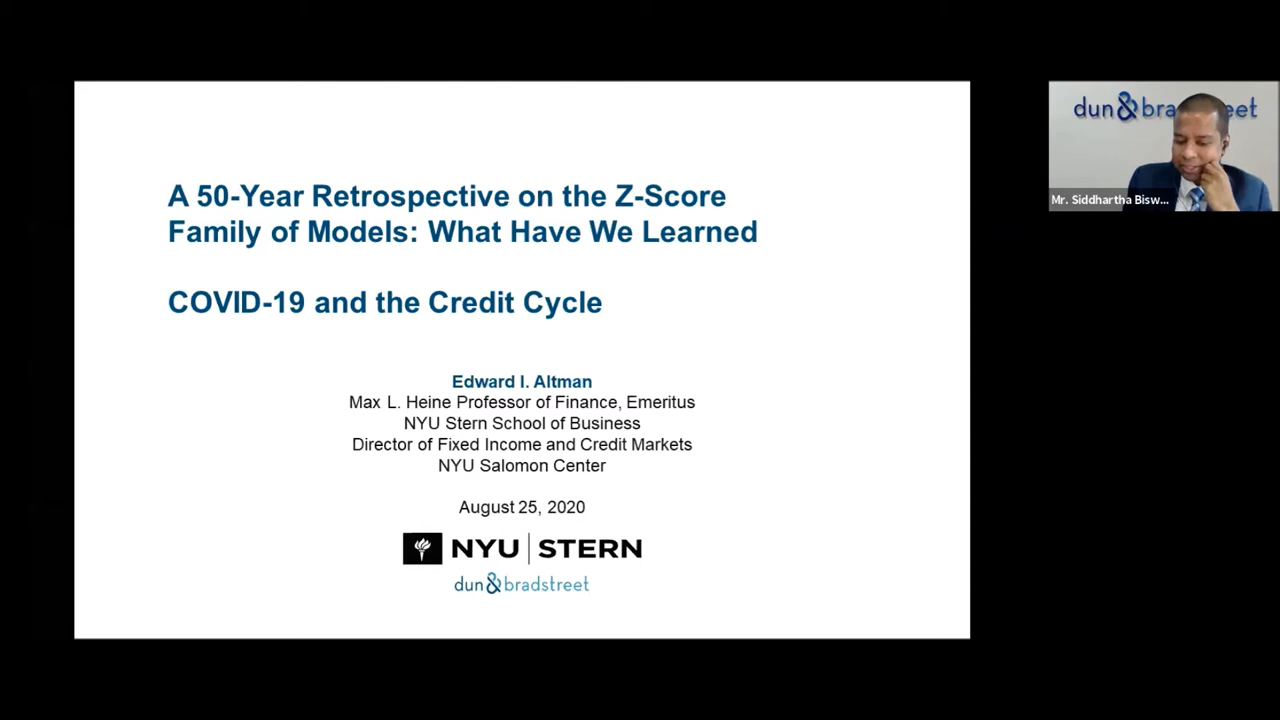 A 50-Year Retrospective on the Z-Score
Family of Models: What Have We Learned
COVID-19 and the Credit Cycle
Edward I. Altman
Max L. Heine Professor of Finance, Emeritus
NYU Stern School of Business
Director of Fixed Income and Credit Markets
NYU Salomon Center
August 25, 2020
NYU STERN
dun&bradstreet
dun&bra eet
Mr. Siddhartha Bisw...